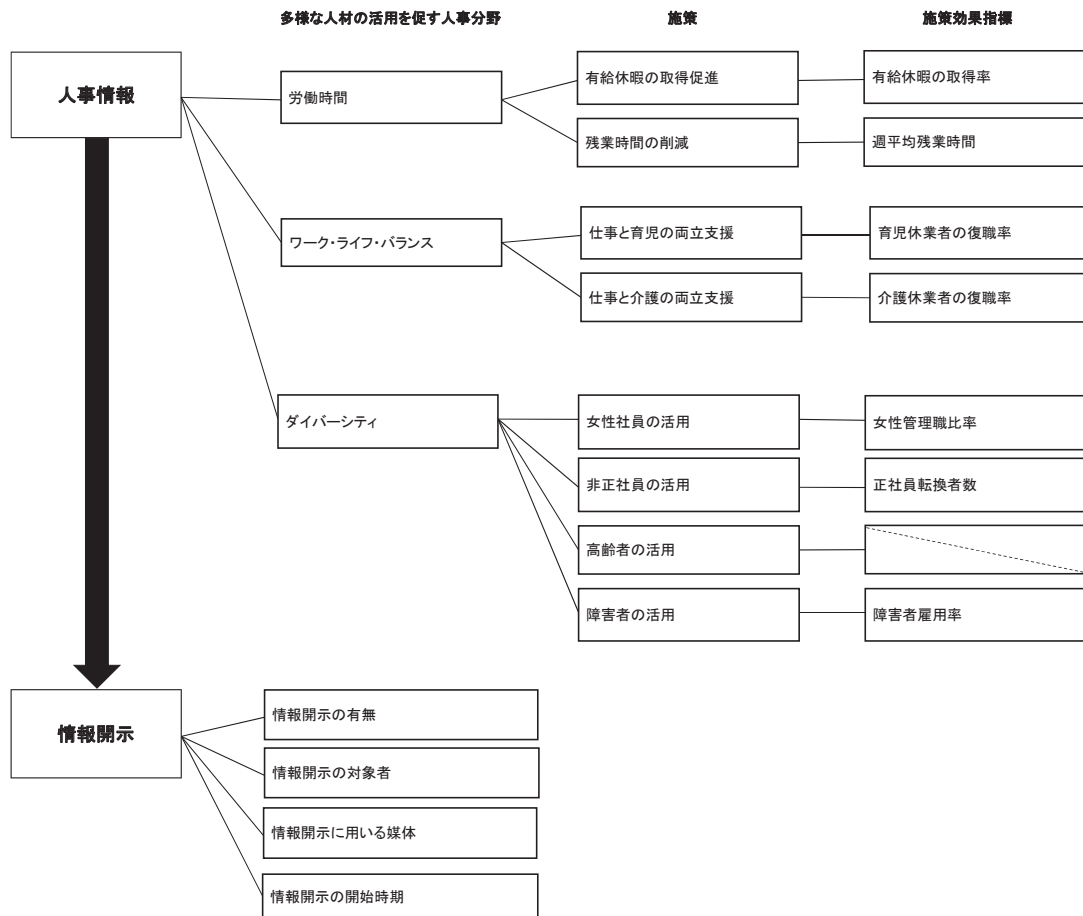 多様な人材の活用を促す人事分野
施策
施策効果指標
人事情報
労働時間
有給休暇の取得促進
有給休暇の取得率
残業時間の削減
週平均残業時間
ワーク・ライフ・バランス
仕事と育児の両立支援
育児休業者の復職率
仕事と介護の両立支援
介護休業者の復職率
ダイバーシティ
女性社員の活用
女性管理職比率
非正社員の活用
正社員転換者数
高齢者の活用
障害者の活用
障害者雇用率
情報開示
情報開示の有無
情報開示の対象者
情報開示に用いる媒体
情報開示の開始時期